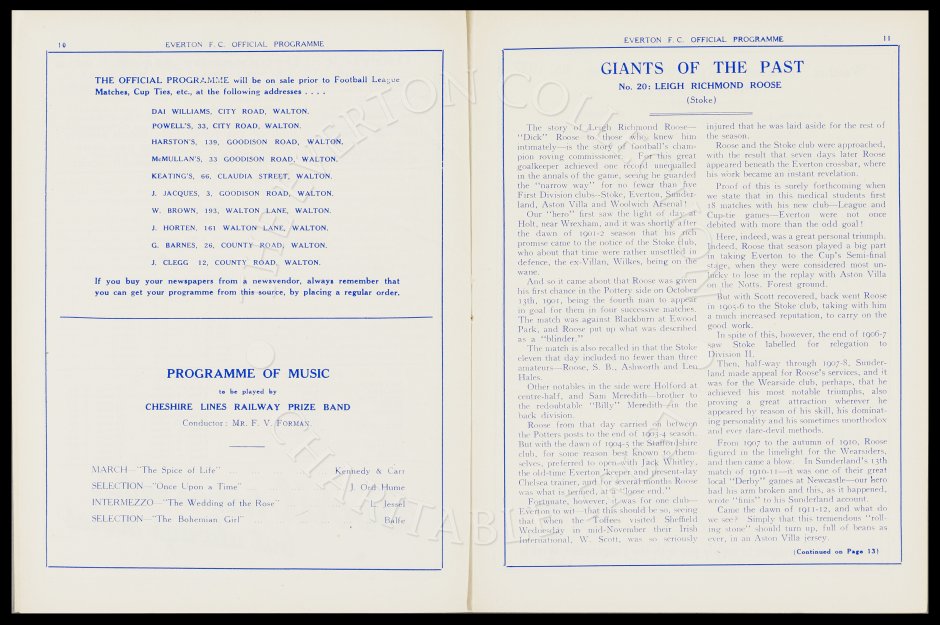 10
EVERTON F.C. OFFICIAL PROGRAMME
THE OFFICIAL PROGRAMME will be on sale prior to Football League
Matches, Cup Ties, etc., at the following addresses . . . .
DAI WILLIAMS, CITY ROAD, WALTON.
POWELL'S, 33, CITY ROAD, WALTON.
HARSTON'S, 139, GOODISON ROAD, WALTON.
McMULLAN'S, 33 GOODISON ROAD, WALTON.
KEATING'S, 66, CLAUDIA STREET, WALTON.
J. JACQUES, 3, GOODISON ROAD, WALTON.
W. BROWN, 193, WALTON LANE, WALTON.
J. HORTEN, 161 WALTON LANE, WALTON.
G. BARNES, 26, COUNTY ROAD, WALTON.
J. CLEGG 12, COUNTY ROAD, WALTON.
If you buy your newspapers from a newsvendor, always remember that
you can get your programme from this source, by placing a regular order.
PROGRAMME OF MUSIC
to be played by
CHESHIRE LINES RAILWAY PRIZE BAND
Conductor: MR. F. V. FORMAN.
MARCH—"The Spice of Life" ... Kennedy & Carr
SELECTION—"Once Upon a Time" ... J. Ord Hume
INTERMEZZO—"The Wedding of the Rose" L. Jessel
SELECTION—"The Bohemian Girl" ... Balfe
EVERTON F.C. OFFICIAL PROGRAMME
11
GIANTS OF THE PAST
No. 20: LEIGH RICHMOND ROOSE
(Stoke)
The story of Leigh Richmond Roose—
"Dick" Roose to those who knew him
intimately—is the story of football's cham-
pion roving commissioner. For this great
goalkeeper achieved one record unequalled
in the annals of the game, seeing he guarded
the "narrow way" for no fewer than five
First Division clubs—Stoke, Everton, Sunder-
land, Aston Villa and Woolwich Arsenal!
Our "hero" first saw the light of day at
Holt, near Wrexham, and it was shortly after
the dawn of 1901-2 season that his rich
promise came to the notice of the Stoke club,
who about that time were rather unsettled in
defence, the ex-Villan, Wilkes, being on the
wane.
And so it came about that Roose was given
his first chance in the Pottery side on October
13th, 1901, being the fourth man to appear
in goal for them in four successive matches.
The match was against Blackburn at Ewood
Park, and Roose put up what was described
as a "blinder."
The match is also recalled in that the Stoke
eleven that day included no fewer than three
amateurs—Roose, S. B. Ashworth and Len
Hales.
Other notables in the side were Holford at
centre-half, and Sam Meredith—brother to
the redoubtable "Billy" Meredith—in the
back division.
Roose from that day carried on between
the Potters posts to the end of 1903-4 season.
But with the dawn of 1904-5 the Staffordshire
club, for some reason best known to them-
selves, preferred to open with Jack Whitley,
the old-time Everton 'keeper and present-day
Chelsea trainer, and for several months Roose
was what is termed, at a "loose end."
Fortunate, however, it was for one club—
Everton to wit—that this should be so, seeing
that when the Toffees visited Sheffield
Wednesday in mid-November their Irish
International, W. Scott, was so seriously
injured that he was laid aside for the rest of
the season.
Roose and the Stoke club were approached,
with the result that seven days later Roose
appeared beneath the Everton crossbar, where
his work became an instant revelation.
Proof of this is surely forthcoming when
we state that in this medical students first
18 matches with his new club—League and
Cup-tie games—Everton were not once
debited with more than the odd goal!
Here, indeed, was a great personal triumph.
Indeed, Roose that season played a big part
in taking Everton to the Cup's Semi-final
stage, when they were considered most un-
lucky to lose in the replay with Aston Villa
on the Notts. Forest ground.
But with Scott recovered, back went Roose
in 1905-6 to the Stoke club, taking with him
a much increased reputation, to carry on the
good work.
In spite of this, however, the end of 1906-7
saw Stoke labelled for relegation to
Division II.
Then, half-way through 1907-8, Sunder-
land made appeal for Roose's services, and it
was for the Wearside club, perhaps, that he
achieved his most notable triumphs, also
proving a great attraction wherever he
appeared by reason of his skill, his dominat-
ing personality and his sometimes unorthodox
and ever dare-devil methods.
From 1907 to the autumn of 1910, Roose
figured in the limelight for the Wearsiders,
and then came a blow. In Sunderland's 13th
match of 1910-11—it was one of their great
local "Derby" games at Newcastle—our hero
had his arm broken and this, as it happened,
wrote "finis" to his Sunderland account.
Came the dawn of 1911-12, and what do
we see? Simply that this tremendous "roll-
ing stone" should turn up, full of beans as
ever, in an Aston Villa jersey.
(Continued on Page 13)